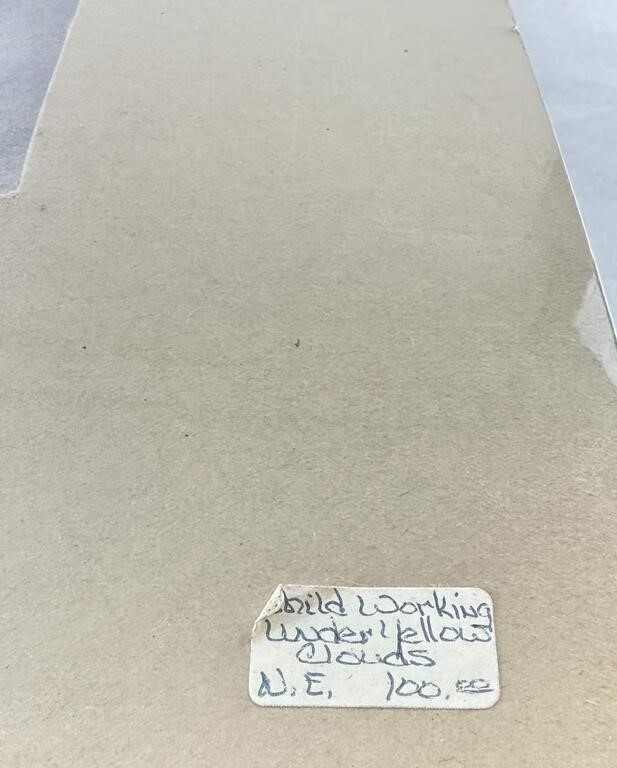 hild Working
Under Yellow
Clouds
N.E. 100.00